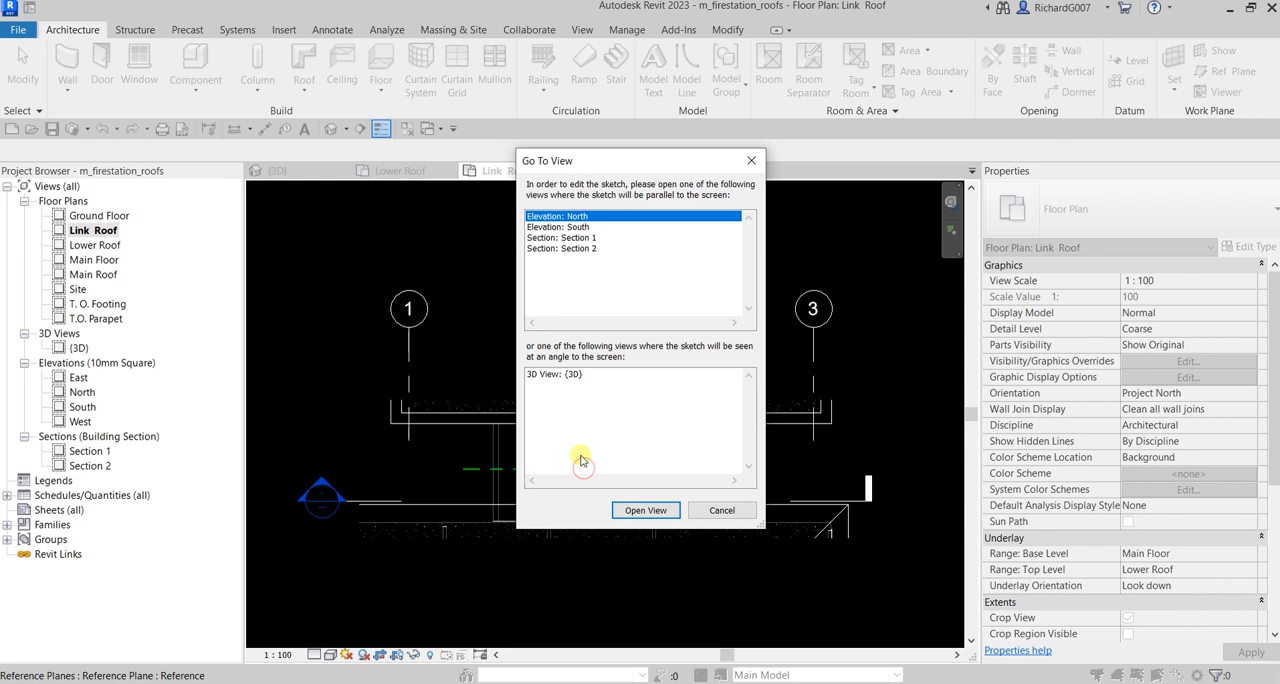 Autodesk Revit 2023 - m_firestation_roofs - Floor Plan: Link Roof
RichardG007
File Architecture Structure Precast Systems Insert Annotate Analyze Massing & Site Collaborate View Manage Add-Ins Modify
Modify Wall Door Window Component Column Roof Ceiling Floor Curtain System Curtain Grid Mullion Railing Ramp Stair Model Text Model Line Model Group Room Room Separator Tag Room By Face Shaft Set
Area Wall Level Show
Area Boundary Vertical Grid Ref Plane
Tag Area Dormer Viewer
Select Build Circulation Model Room & Area Opening Datum Work Plane
Project Browser - m_firestation_roofs
Views (all)
Floor Plans
Ground Floor
Link Roof
Lower Roof
Main Floor
Main Roof
Site
T. O. Footing
T.O. Parapet
3D Views
{3D}
Elevations (10mm Square)
East
North
South
West
Sections (Building Section)
Section 1
Section 2
Legends
Schedules/Quantities (all)
Sheets (all)
Families
Groups
Revit Links
{3D} Lower Roof Link
1
3
Go To View
In order to edit the sketch, please open one of the following
views where the sketch will be parallel to the screen:
Elevation: North
Elevation: South
Section: Section 1
Section: Section 2
or one of the following views where the sketch will be seen
at an angle to the screen:
3D View: {3D}
Open View Cancel
Properties
Floor Plan
Floor Plan: Link Roof Edit Type
Graphics
View Scale 1 : 100
Scale Value 1: 100
Display Model Normal
Detail Level Coarse
Parts Visibility Show Original
Visibility/Graphics Overrides Edit...
Graphic Display Options Edit...
Orientation Project North
Wall Join Display Clean all wall joins
Discipline Architectural
Show Hidden Lines By Discipline
Color Scheme Location Background
Color Scheme <none>
System Color Schemes Edit...
Default Analysis Display Style None
Sun Path
Underlay
Range: Base Level Main Floor
Range: Top Level Lower Roof
Underlay Orientation Look down
Extents
Crop View
Crop Region Visible
Properties help Apply
1 : 100
Reference Planes : Reference Plane : Reference
:0 Main Model :0